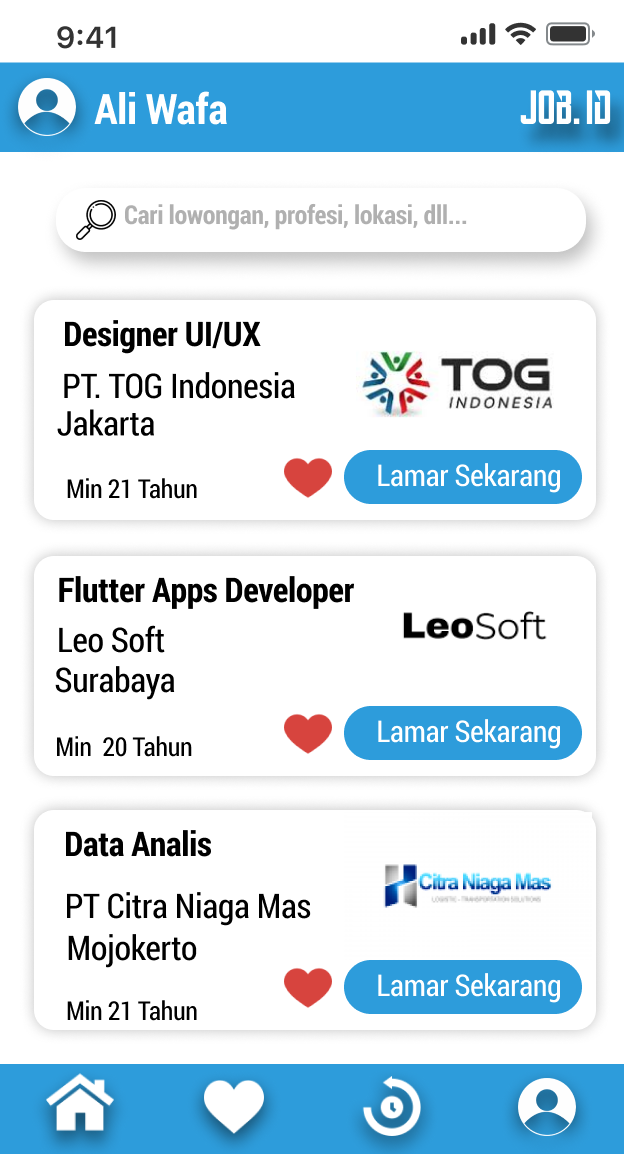 9:41
Ali Wafa
JOB.ID
Cari lowongan, profesi, lokasi, dll...
Designer UI/UX
PT. TOG Indonesia
Jakarta
Min 21 Tahun
TOG
INDONESIA
Lamar Sekarang
Flutter Apps Developer
Leo Soft
Surabaya
Min  20 Tahun
LeoSoft
Lamar Sekarang
Data Analis
PT Citra Niaga Mas
Mojokerto
Min 21 Tahun
Citra Niaga Mas
LOGISTIC - TRANSPORTATION SOLUTIONS
Lamar Sekarang